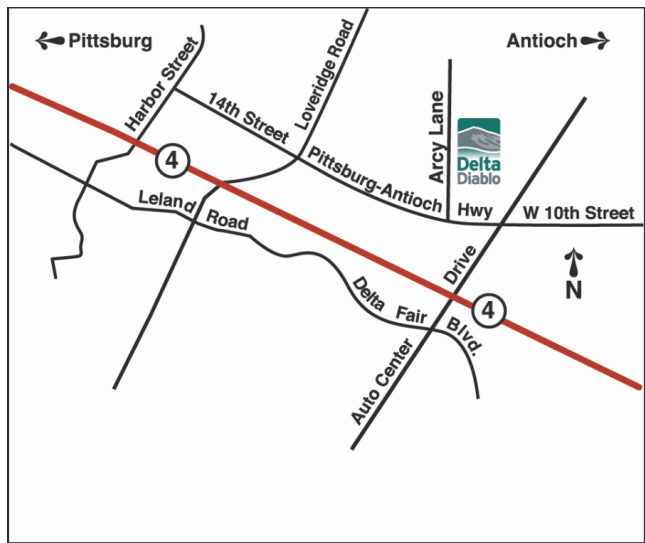 Pittsburg
Antioch
Harbor Street
Loveridge Road
14th Street
Arcy Lane
Delta
Diablo
4
Pittsburg-Antioch Hwy
W 10th Street
Leland Road
Drive
N
Delta Fair Blvd.
4
Auto Center